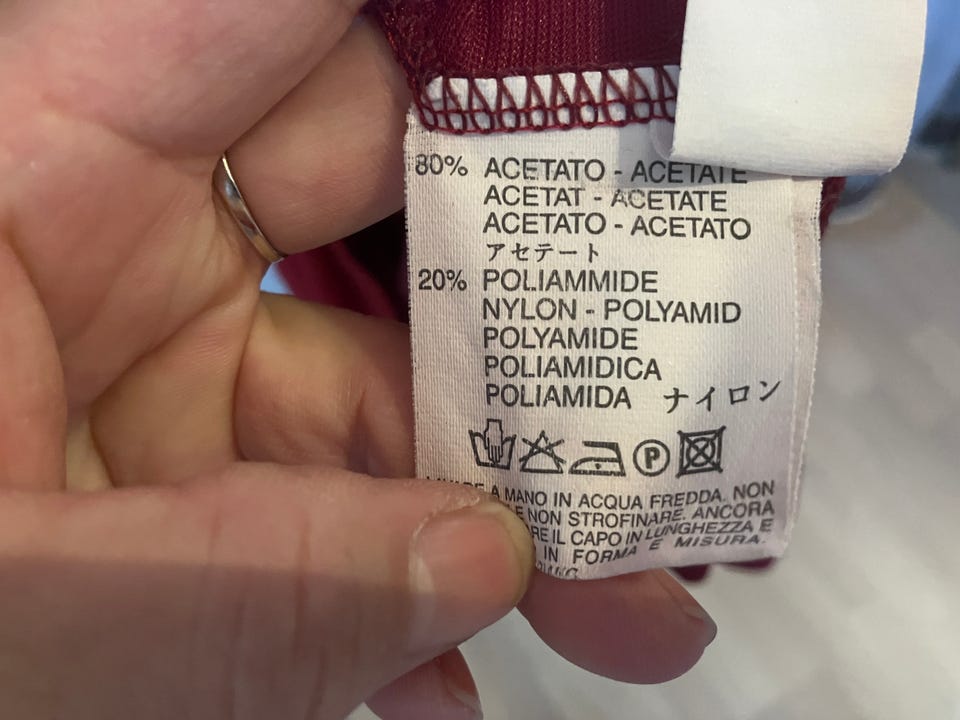 80% ACETATO - ACETATE
ACETAT - ACETATE
ACETATO - ACETATO
アセテート
20% POLIAMMIDE
NYLON - POLYAMID
POLYAMIDE
POLIAMIDICA
POLIAMIDA ナイロン
P
A MANO IN ACQUA FREDDA. NON
E NON STROFINARE. ANCORA
IL CAPO IN LUNGHEZZA E
IN FORMA E MISURA.